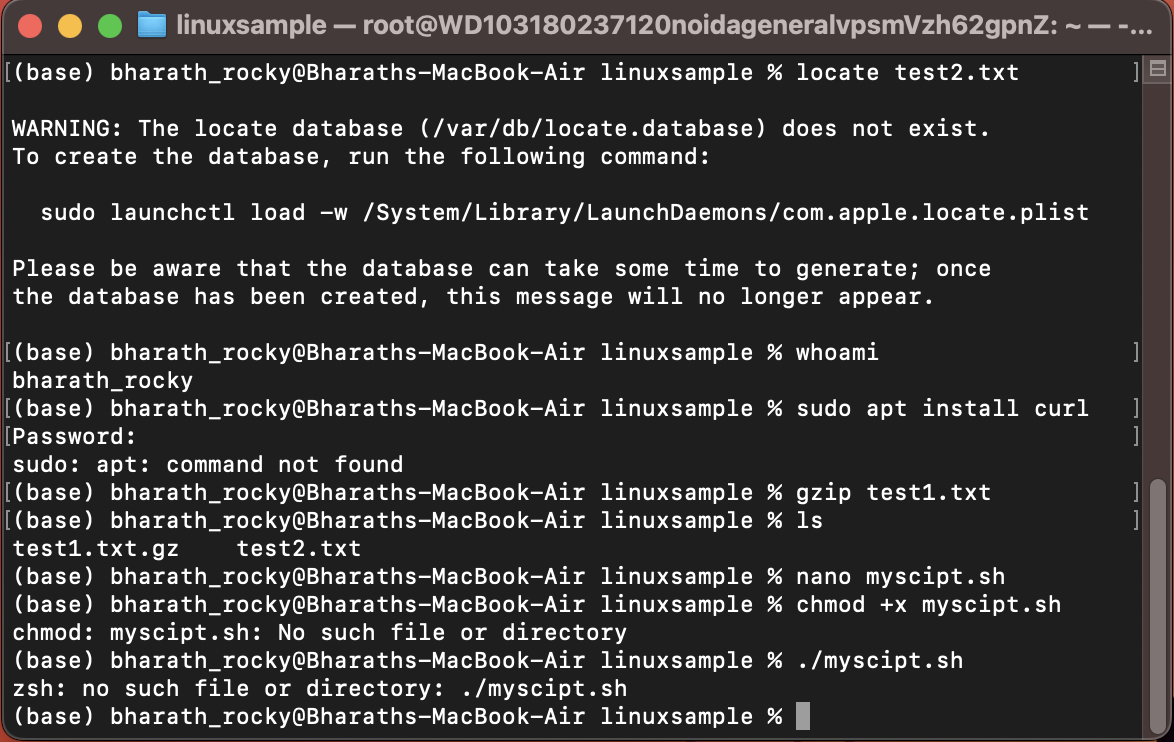 linuxsample — root@WD103180237120noidageneralvpsmVzh62gpnZ: ~ — -...
[(base) bharath_rocky@Bharaths-MacBook-Air linuxsample % locate test2.txt ]
WARNING: The locate database (/var/db/locate.database) does not exist.
To create the database, run the following command:
sudo launchctl load -w /System/Library/LaunchDaemons/com.apple.locate.plist
Please be aware that the database can take some time to generate; once
the database has been created, this message will no longer appear.
[(base) bharath_rocky@Bharaths-MacBook-Air linuxsample % whoami ]
bharath_rocky
[(base) bharath_rocky@Bharaths-MacBook-Air linuxsample % sudo apt install curl ]
[Password: ]
sudo: apt: command not found
[(base) bharath_rocky@Bharaths-MacBook-Air linuxsample % gzip test1.txt ]
[(base) bharath_rocky@Bharaths-MacBook-Air linuxsample % ls ]
test1.txt.gz    test2.txt
(base) bharath_rocky@Bharaths-MacBook-Air linuxsample % nano myscipt.sh
(base) bharath_rocky@Bharaths-MacBook-Air linuxsample % chmod +x myscipt.sh
chmod: myscipt.sh: No such file or directory
(base) bharath_rocky@Bharaths-MacBook-Air linuxsample % ./myscipt.sh
zsh: no such file or directory: ./myscipt.sh
(base) bharath_rocky@Bharaths-MacBook-Air linuxsample %